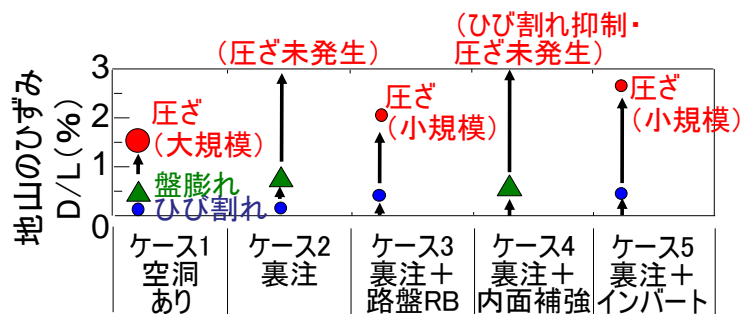 （圧ざ未発生）
（ひび割れ抑制・
圧ざ未発生）
地山のひずみ
D/L（%）
3
2
1
0
圧ざ
（大規模）
盤膨れ
ひび割れ
圧ざ
（小規模）
圧ざ
（小規模）
ケース1
空洞
あり
ケース2
裏注
ケース3
裏注＋
路盤RB
ケース4
裏注＋
内面補強
ケース5
裏注＋
インバート